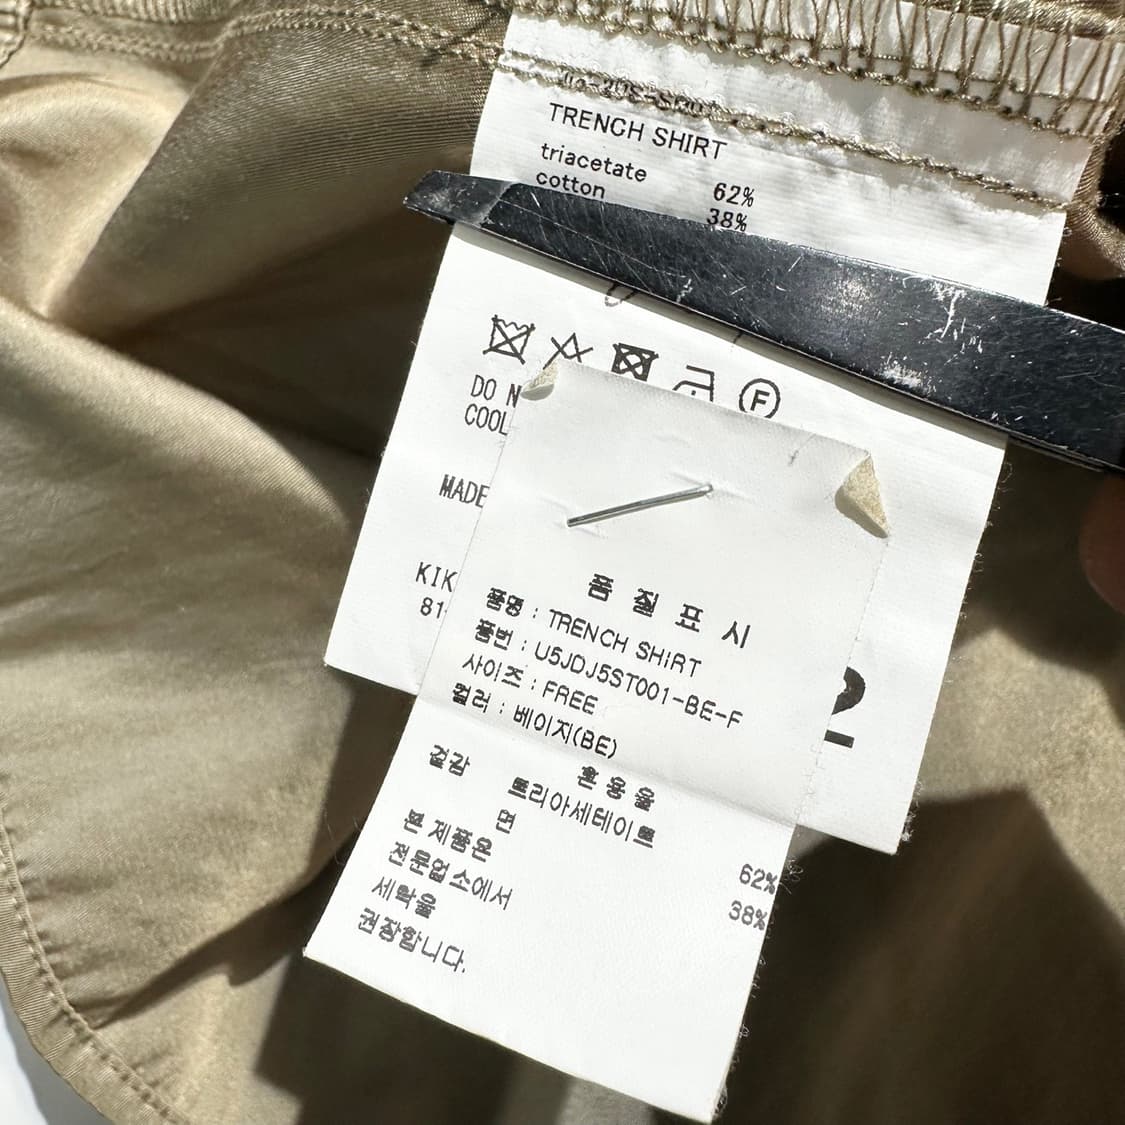 TRENCH SHIRT
triacetate 62%
cotton 38%
F
DO
COOL
MADE
KIK
81
2
품 질 표 시
품명 : TRENCH SHIRT
품번 : U5JDJ5ST001-BE-F
사이즈 : FREE
컬러 : 베이지(BE)
겉감 혼용율
트리아세테이트 62%
면 38%
본 제품은
전문업소에서
세탁을
권장합니다.